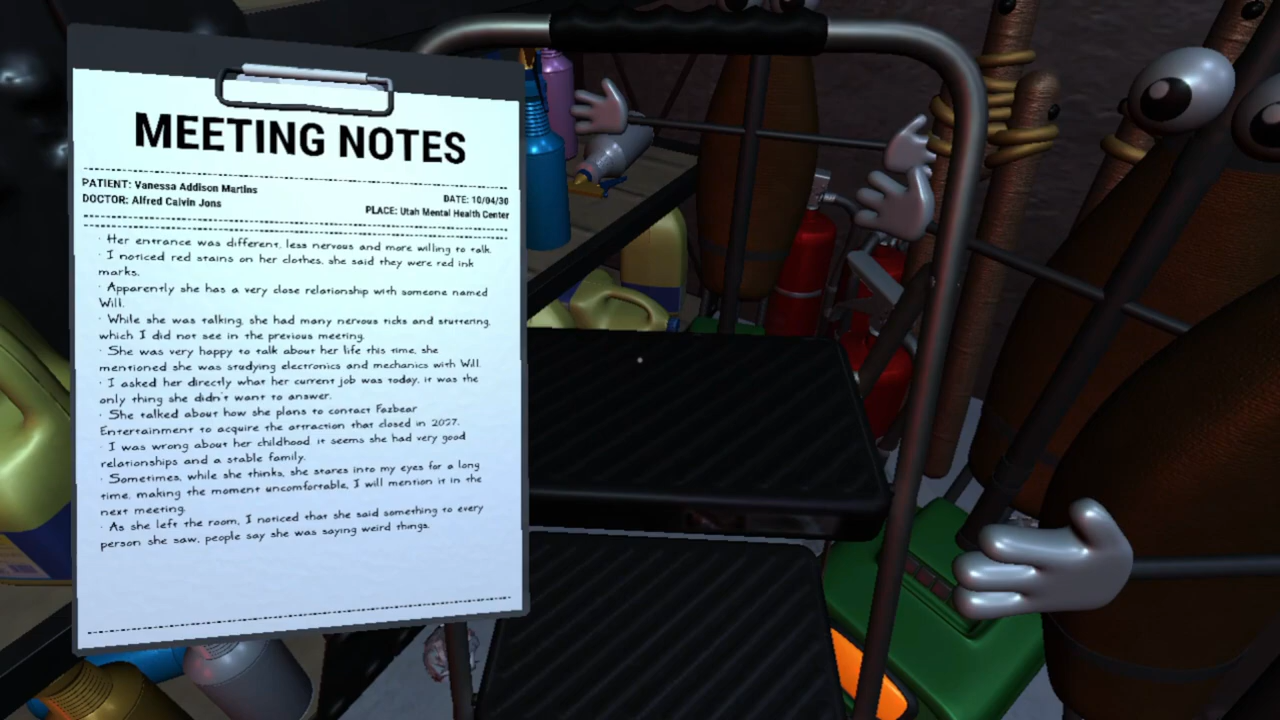 MEETING NOTES
PATIENT: Vanessa Addison Martins
DOCTOR: Alfred Calvin Jons
DATE: 10/04/30
PLACE: Utah Mental Health Center
· Her entrance was different, less nervous and more willing to talk.
· I noticed red stains on her clothes, she said they were red ink
marks.
· Apparently she has a very close relationship with someone named
Will.
· While she was talking, she had many nervous ticks and stuttering,
which I did not see in the previous meeting.
· She was very happy to talk about her life this time, she
mentioned she was studying electronics and mechanics with Will.
· I asked her directly what her current job was today, it was the
only thing she didn't want to answer.
· She talked about how she plans to contact Fazbear
Entertainment to acquire the attraction that closed in 2027.
· I was wrong about her childhood, it seems she had very good
relationships and a stable family.
· Sometimes, while she thinks, she stares into my eyes for a long
time, making the moment uncomfortable, I will mention it in the
next meeting.
· As she left the room, I noticed that she said something to every
person she saw, people say she was saying weird things.